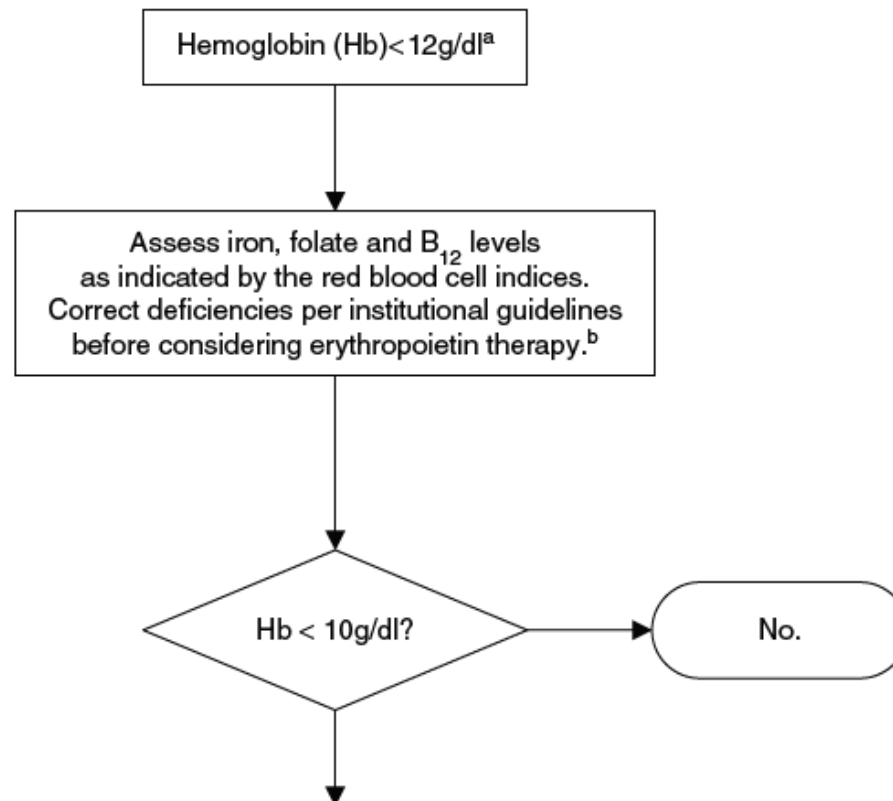 Hemoglobin (Hb)<12g/dlᵃ
Assess iron, folate and B₁₂ levels
as indicated by the red blood cell indices.
Correct deficiencies per institutional guidelines
before considering erythropoietin therapy.ᵇ
Hb < 10g/dl?
No.